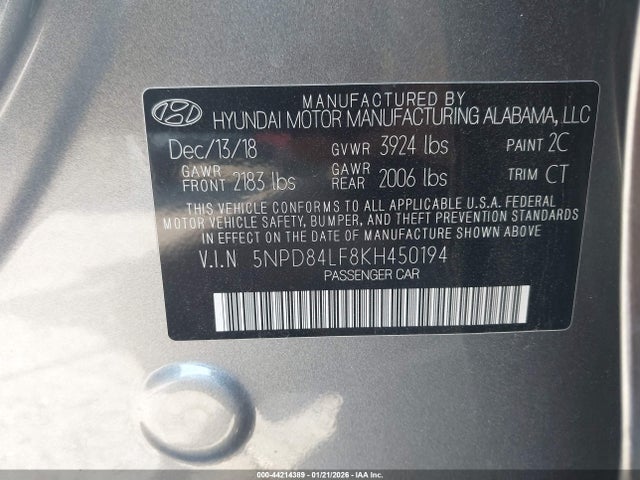 MANUFACTURED BY
HYUNDAI MOTOR MANUFACTURING ALABAMA, LLC
Dec/13/18 GVWR 3924 lbs PAINT 2C
GAWR FRONT 2183 lbs GAWR REAR 2006 lbs TRIM CT
THIS VEHICLE CONFORMS TO ALL APPLICABLE U.S.A. FEDERAL
MOTOR VEHICLE SAFETY, BUMPER, AND THEFT PREVENTION STANDARDS
IN EFFECT ON THE DATE OF MANUFACTURE SHOWN ABOVE.
V.I.N 5NPD84LF8KH450194
PASSENGER CAR
000-44214389 - 01/21/2026 - IAA Inc.